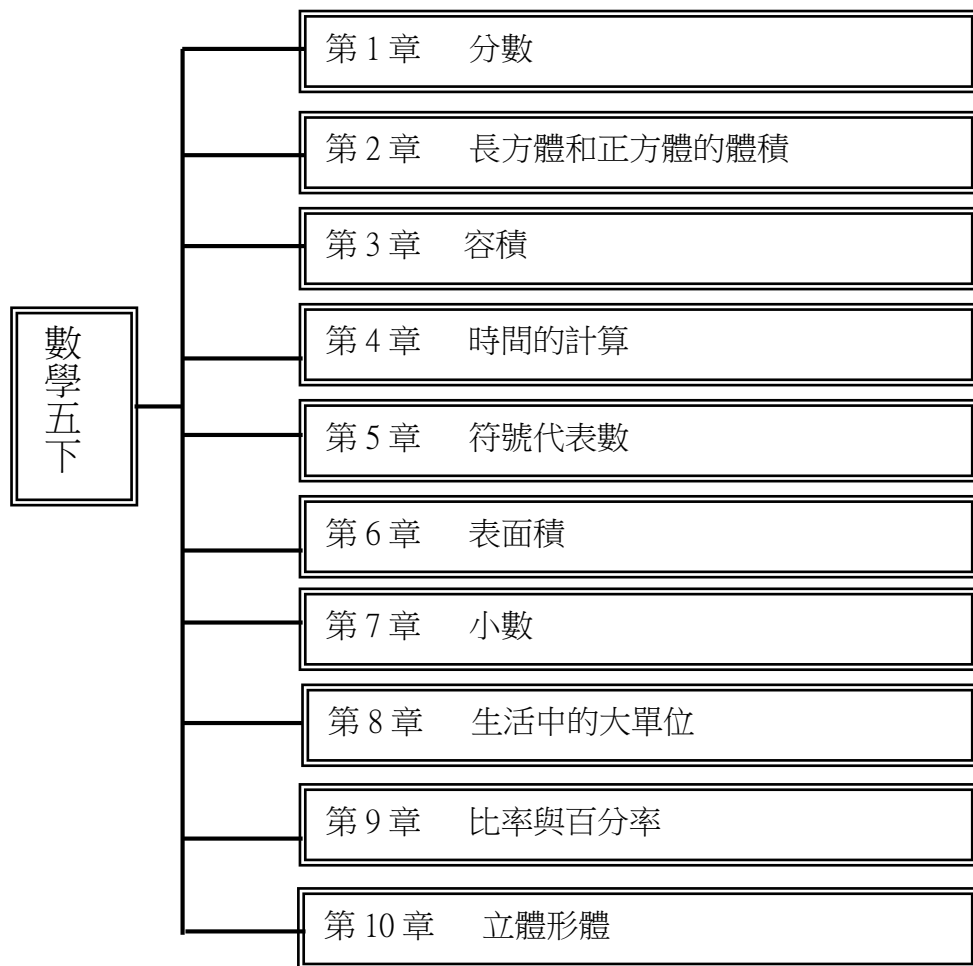 數學五下
第 1 章 分數
第 2 章 長方體和正方體的體積
第 3 章 容積
第 4 章 時間的計算
第 5 章 符號代表數
第 6 章 表面積
第 7 章 小數
第 8 章 生活中的大單位
第 9 章 比率與百分率
第 10 章 立體形體